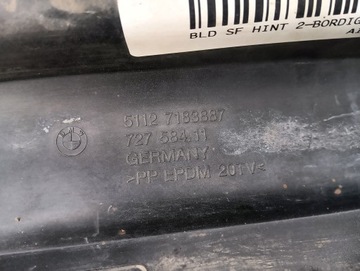 BLD SF HINT 2-BORDIG
5112 7183887
727 584.11
GERMANY
>PP EPDM 20TV<